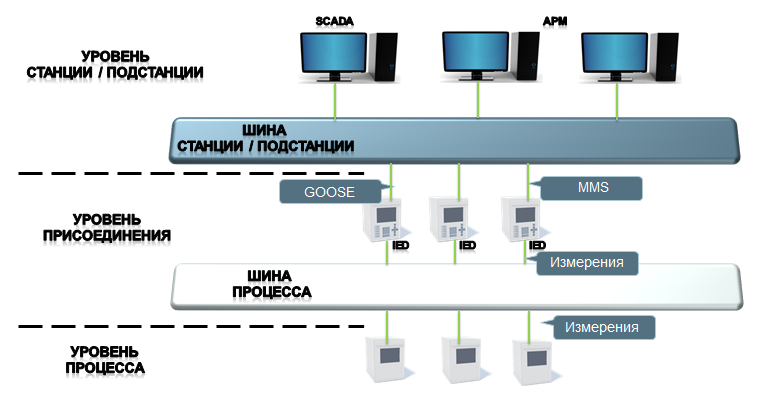 SCADA
АРМ
УРОВЕНЬ
СТАНЦИИ / ПОДСТАНЦИИ
ШИНА
СТАНЦИИ / ПОДСТАНЦИИ
GOOSE
MMS
УРОВЕНЬ
ПРИСОЕДИНЕНИЯ
IED
IED
IED
Измерения
ШИНА
ПРОЦЕССА
Измерения
УРОВЕНЬ
ПРОЦЕССА